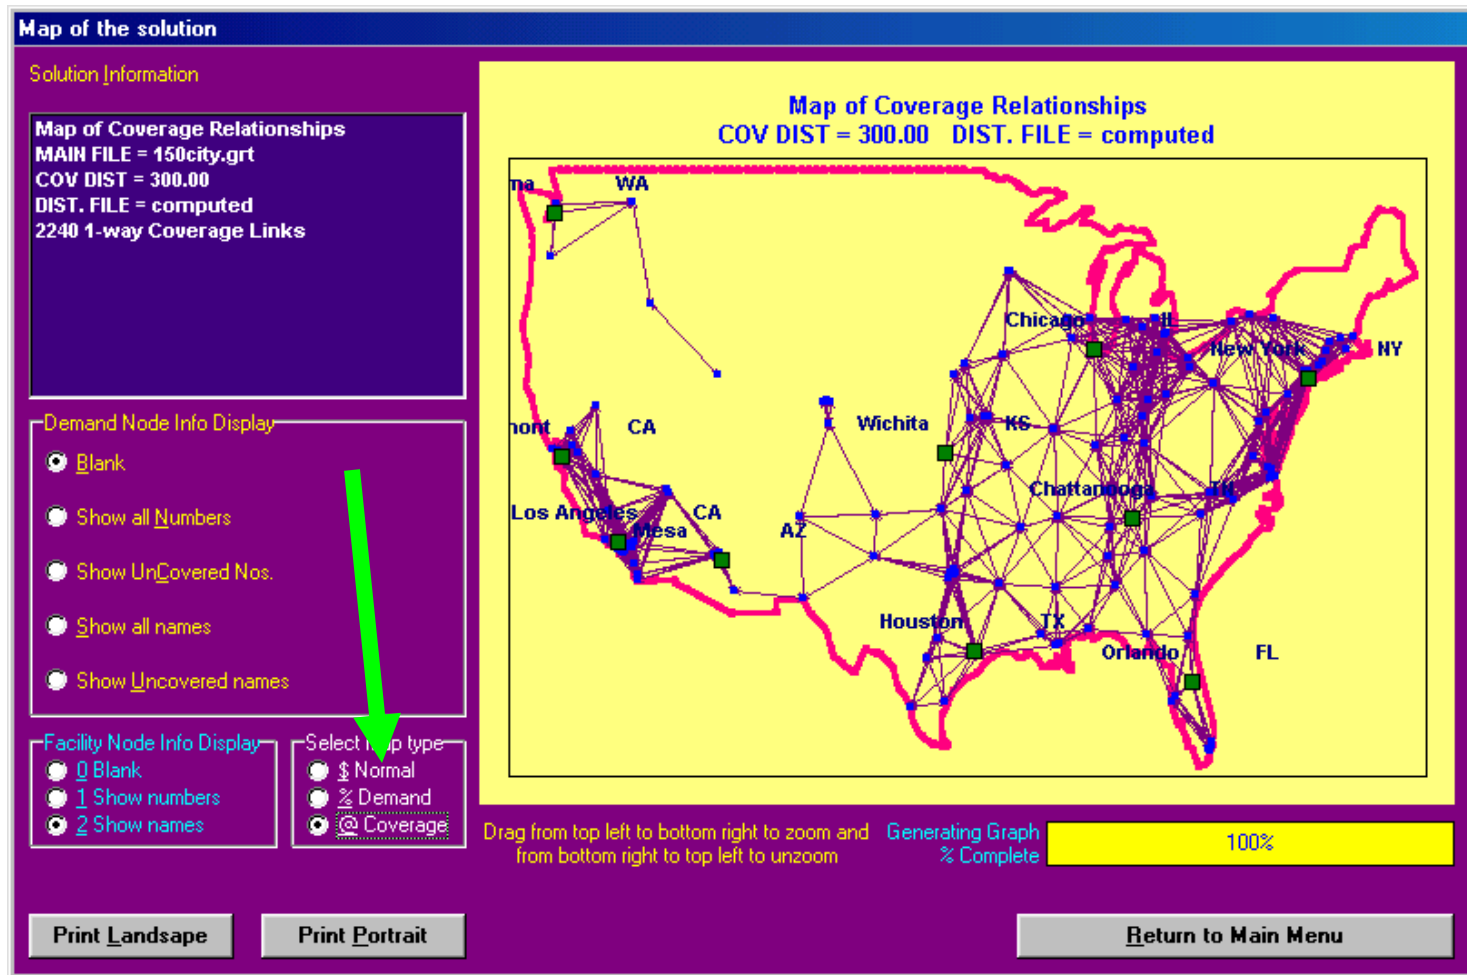 Map of the solution
Solution Information
Map of Coverage Relationships
MAIN FILE = 150city.grt
COV DIST = 300.00
DIST. FILE = computed
2240 1-way Coverage Links
Demand Node Info Display
Blank
Show all Numbers
Show UnCovered Nos.
Show all names
Show Uncovered names
Facility Node Info Display
0 Blank
1 Show numbers
2 Show names
Select map type
$ Normal
% Demand
@ Coverage
Map of Coverage Relationships
COV DIST = 300.00 DIST. FILE = computed
ma WA
Chicago IL
New York NY
mont CA
Wichita KS
Chattanooga TN
Los Angeles CA
Mesa AZ
Houston TX
Orlando FL
Drag from top left to bottom right to zoom and
from bottom right to top left to unzoom
Generating Graph
% Complete
100%
Print Landsape
Print Portrait
Return to Main Menu